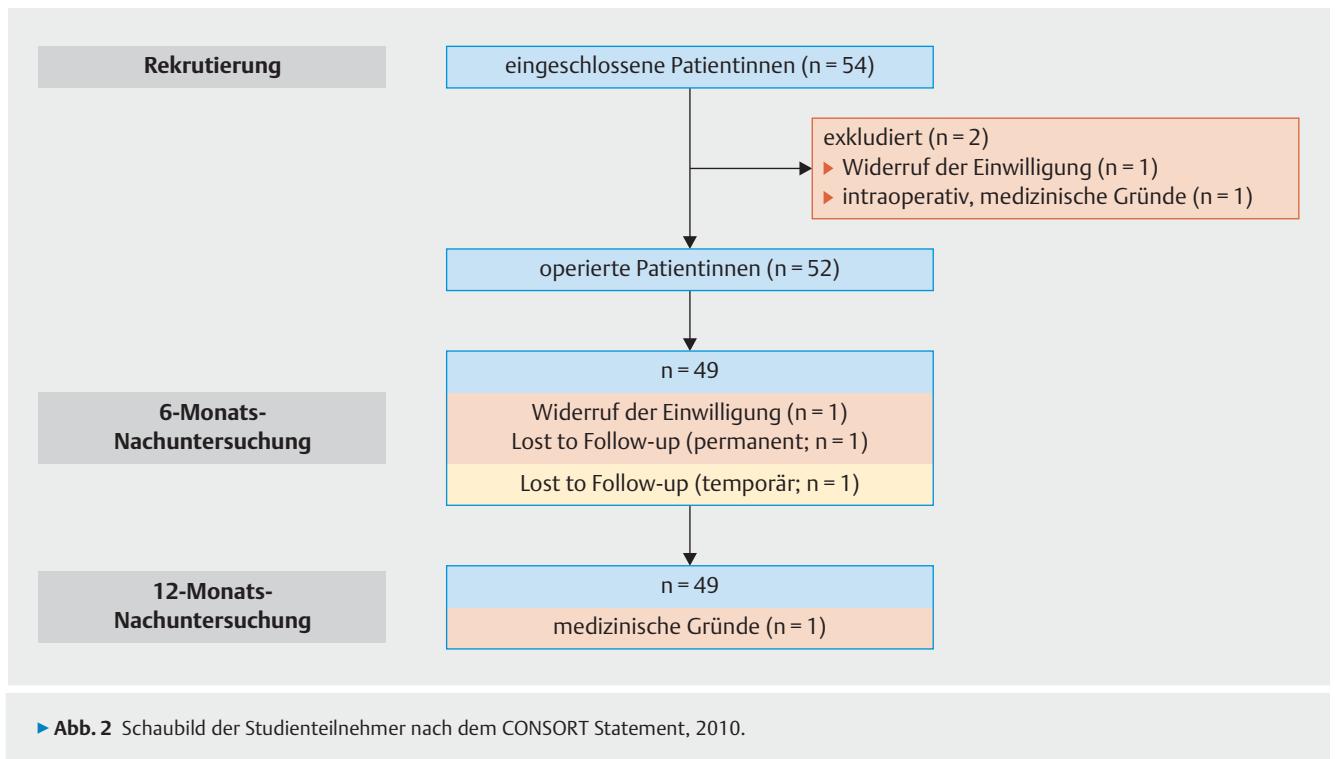 Rekrutierung
eingeschlossene Patientinnen (n = 54)
exkludiert (n = 2)
▸ Widerruf der Einwilligung (n = 1)
▸ intraoperativ, medizinische Gründe (n = 1)
operierte Patientinnen (n = 52)
6-Monats-
Nachuntersuchung
n = 49
Widerruf der Einwilligung (n = 1)
Lost to Follow-up (permanent; n = 1)
Lost to Follow-up (temporär; n = 1)
12-Monats-
Nachuntersuchung
n = 49
medizinische Gründe (n = 1)
▸ Abb. 2 Schaubild der Studienteilnehmer nach dem CONSORT Statement, 2010.